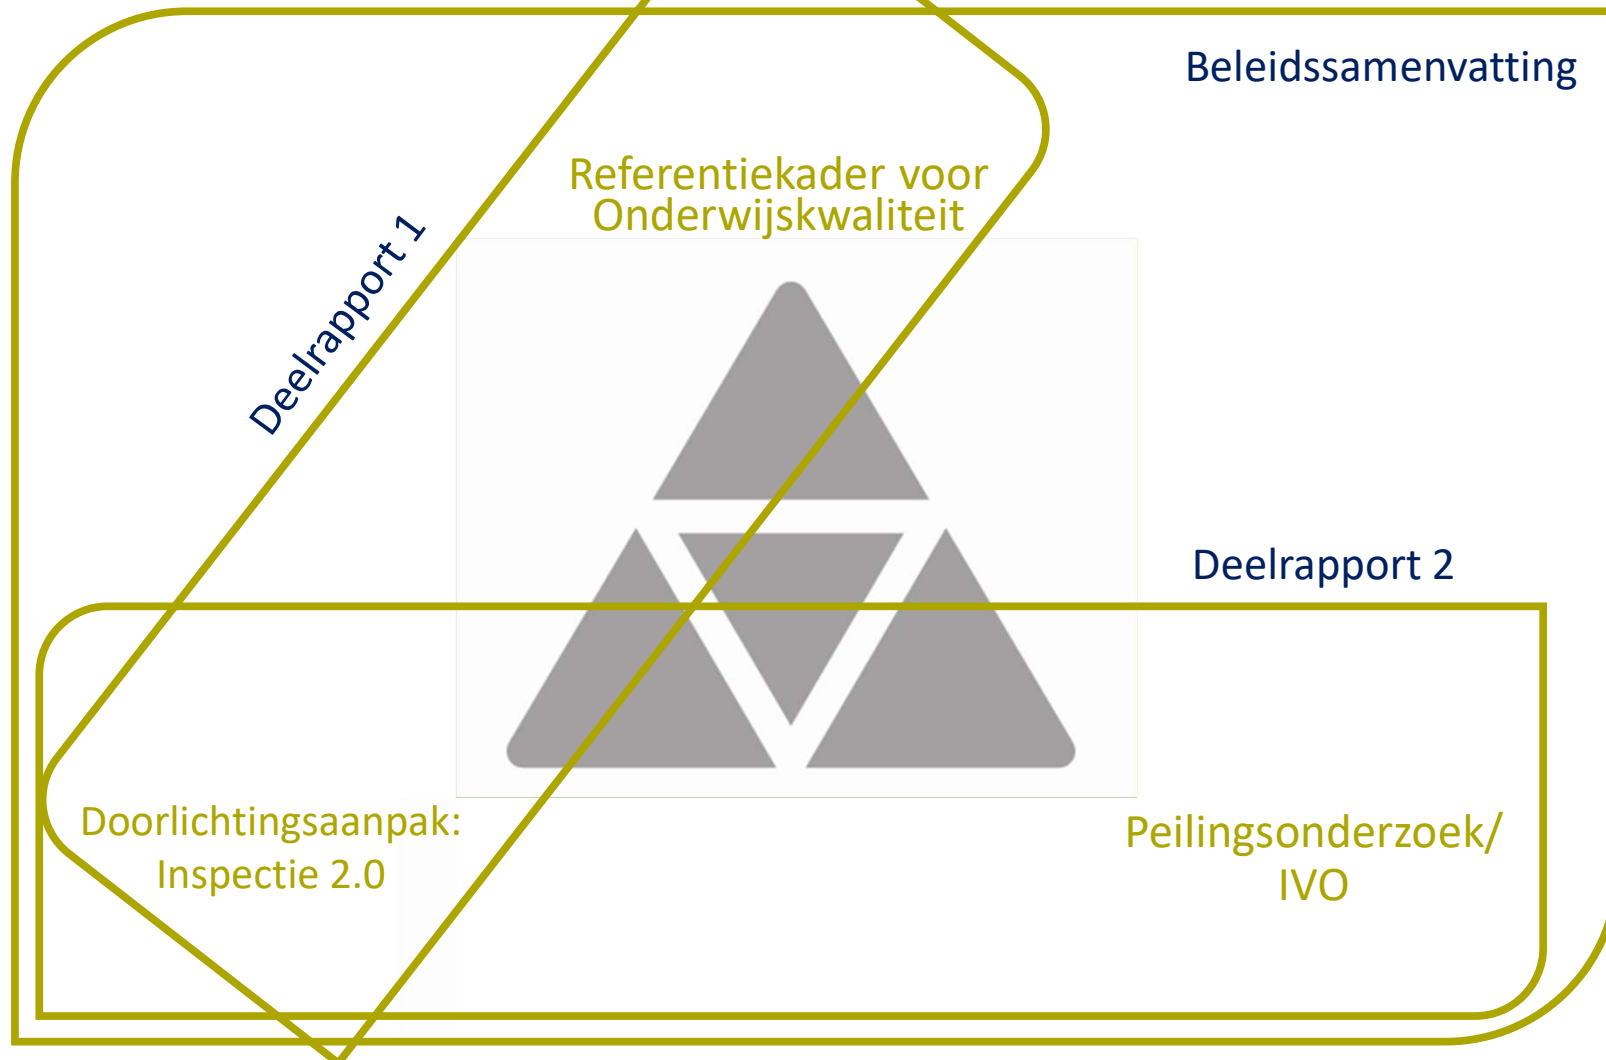 Beleidssamenvatting
Referentiekader voor
Onderwijskwaliteit
Deelrapport 1
Deelrapport 2
Doorlichtingsaanpak:
Inspectie 2.0
Peilingsonderzoek/
IVO